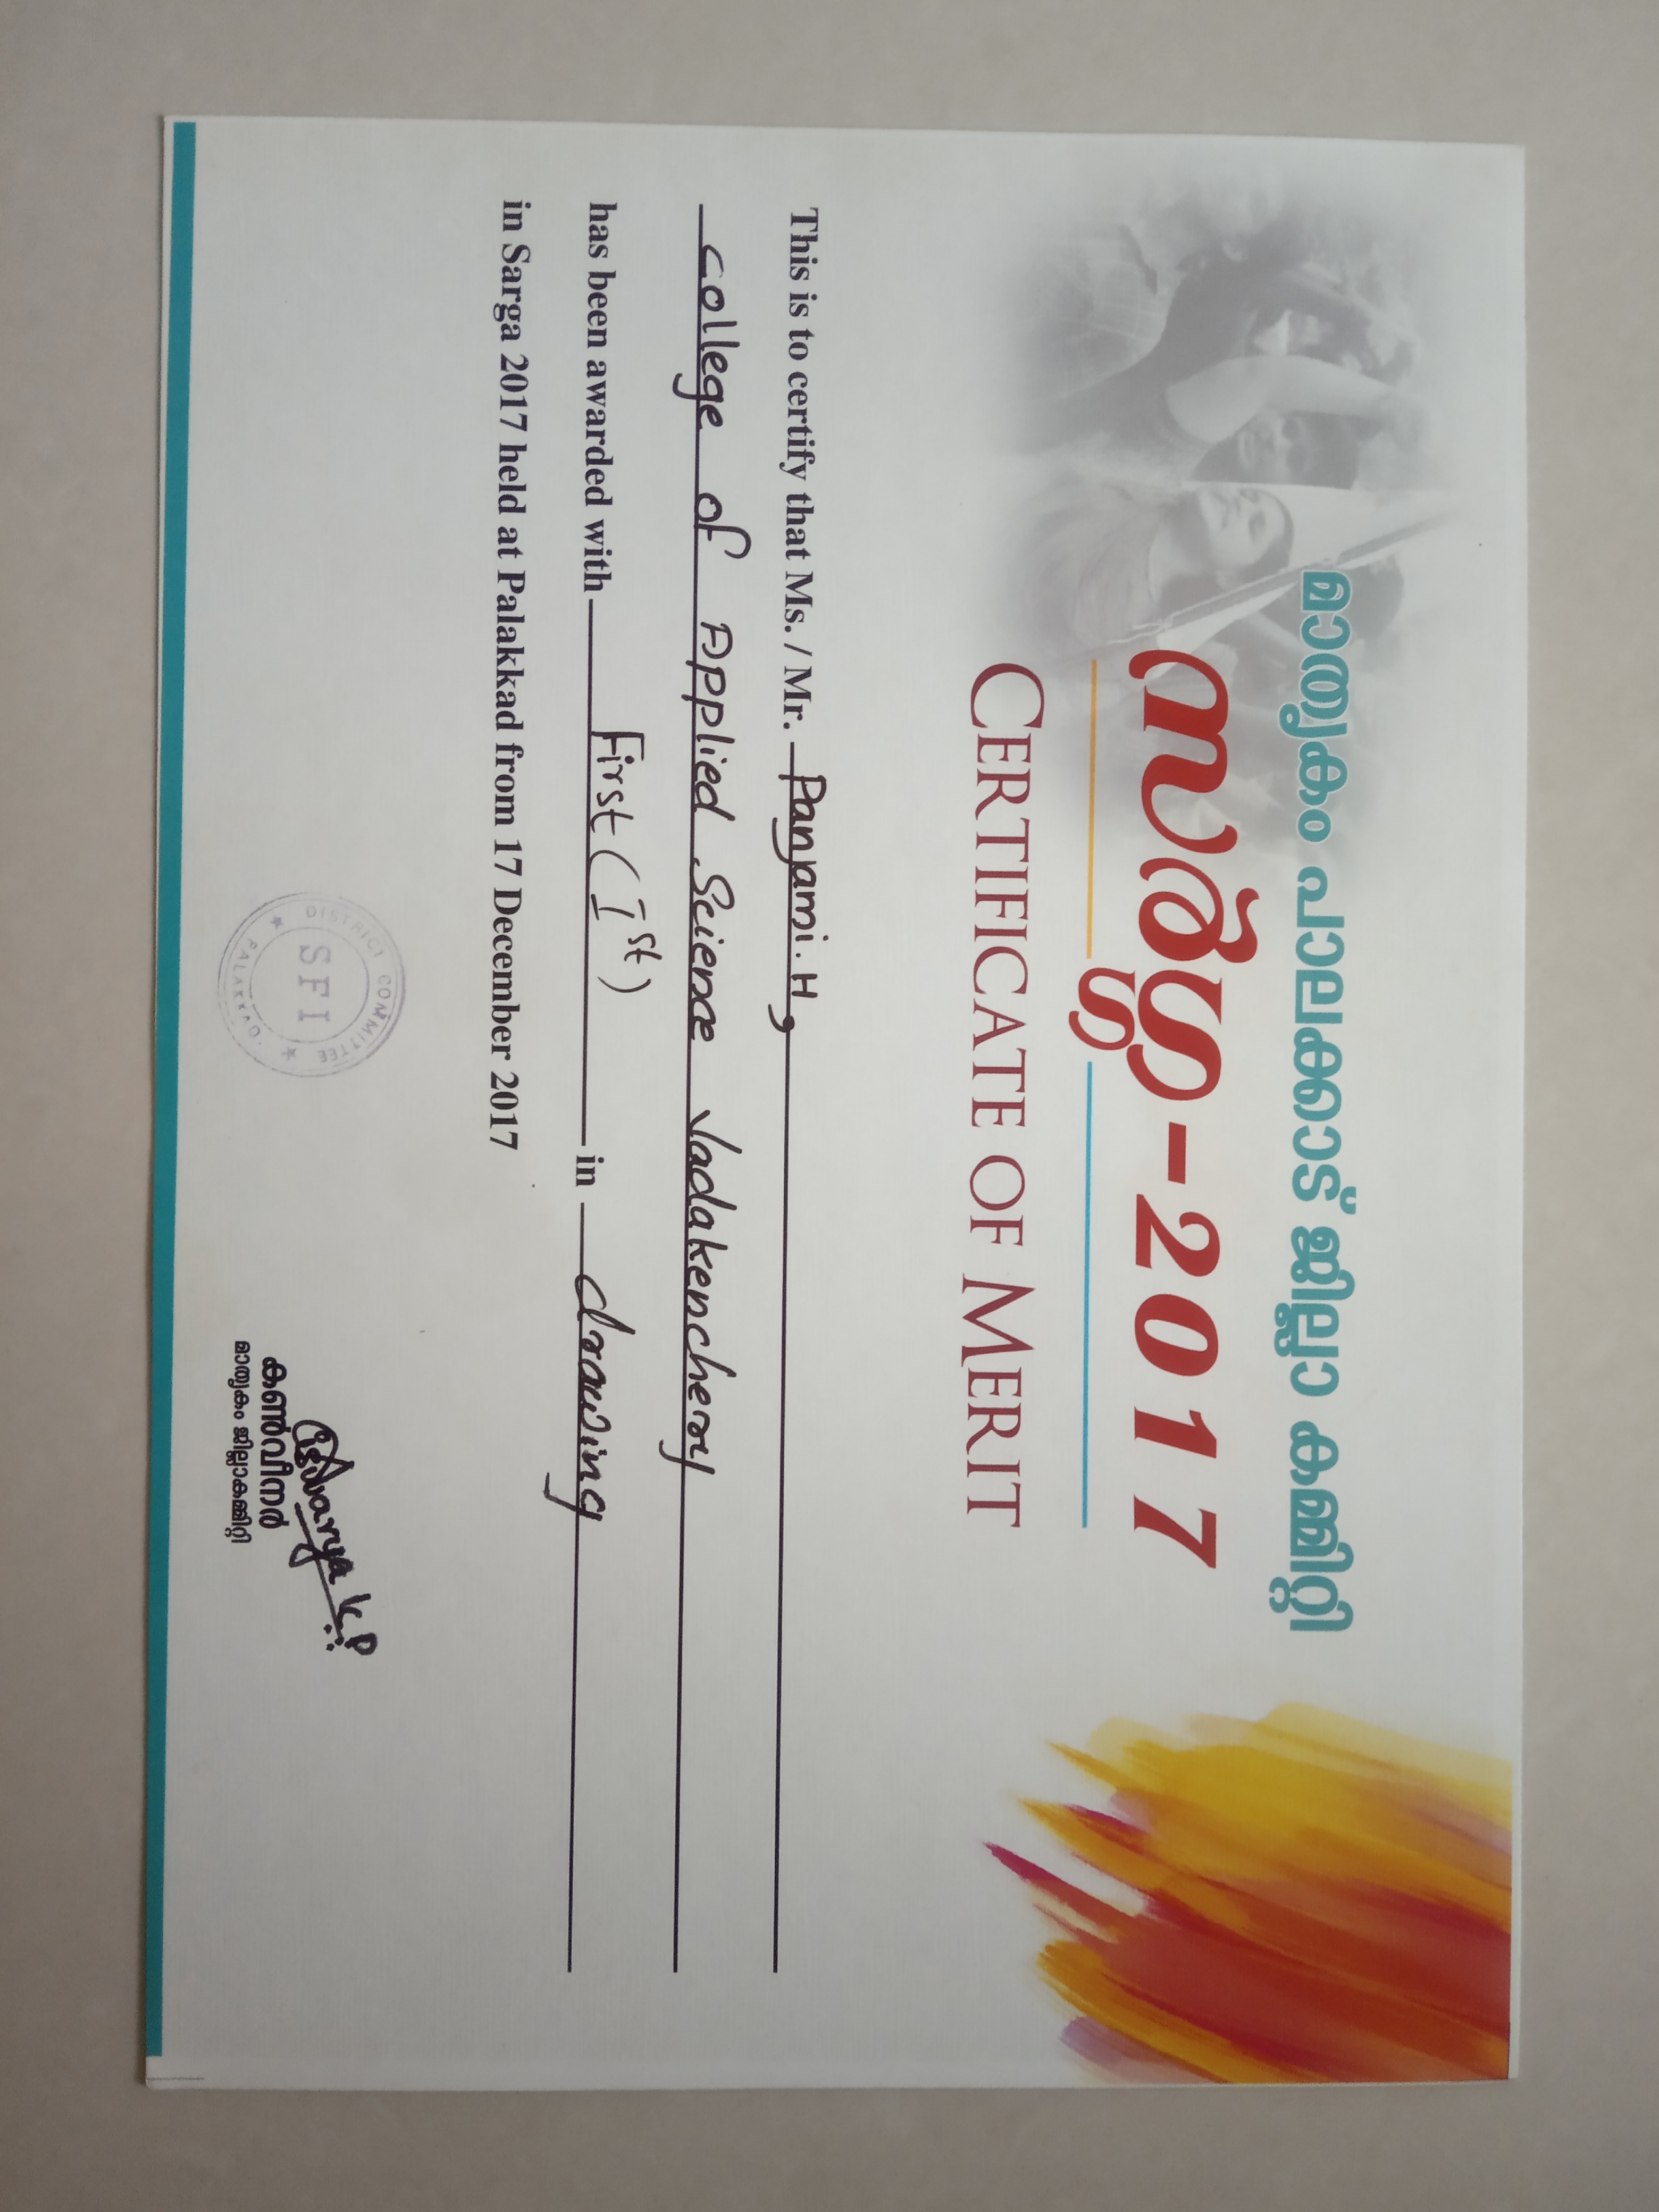 മാതൃകം പാലക്കാട് ജില്ലാ കമ്മിറ്റി
സർഗ്ഗ-2017
CERTIFICATE OF MERIT
This is to certify that Ms. / Mr. Panjami. H,
College of Applied Science Vadakenchery
has been awarded with First (Ist) in drawing
in Sarga 2017 held at Palakkad from 17 December 2017
DISTRICT COMMITTEE
SFI
PALAKKAD
K.P
കൺവീനർ
മാതൃകം ജില്ലാകമ്മിറ്റി